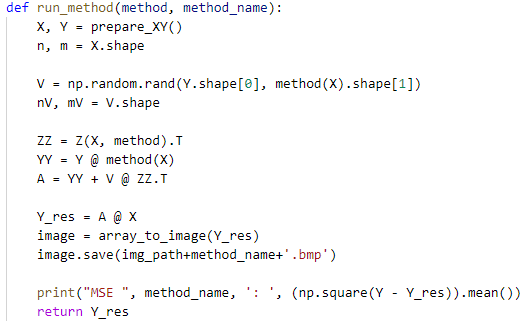 def run_method(method, method_name):
    X, Y = prepare_XY()
    n, m = X.shape
    V = np.random.rand(Y.shape[0], method(X).shape[1])
    nV, mV = V.shape
    ZZ = Z(X, method).T
    YY = Y @ method(X)
    A = YY + V @ ZZ.T
    Y_res = A @ X
    image = array_to_image(Y_res)
    image.save(img_path+method_name+'.bmp')
    print("MSE ", method_name, ': ', (np.square(Y - Y_res)).mean())
    return Y_res